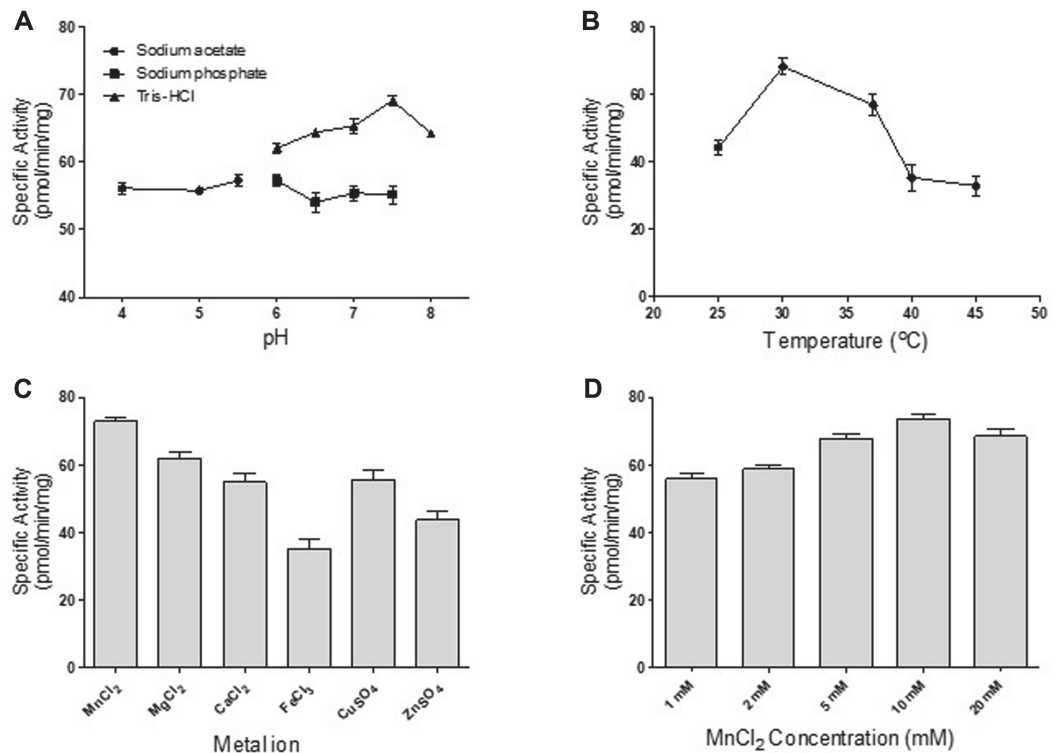 A
80
70
60
50
40
Specific Activity
(pmol/min/mg)
Sodium acetate
Sodium phosphate
Tris-HCl
4 5 6 7 8
pH
B
80
60
40
20
0
Specific Activity
(pmol/min/mg)
20 25 30 35 40 45 50
Temperature (ºC)
C
80
60
40
20
0
Specific Activity
(pmol/min/mg)
MnCl2 MgCl2 CaCl2 FeCl3 CuSO4 ZnSO4
Metal ion
D
80
60
40
20
0
Specific Activity
(pmol/min/mg)
1 mM 2 mM 5 mM 10 mM 20 mM
MnCl2 Concentration (mM)